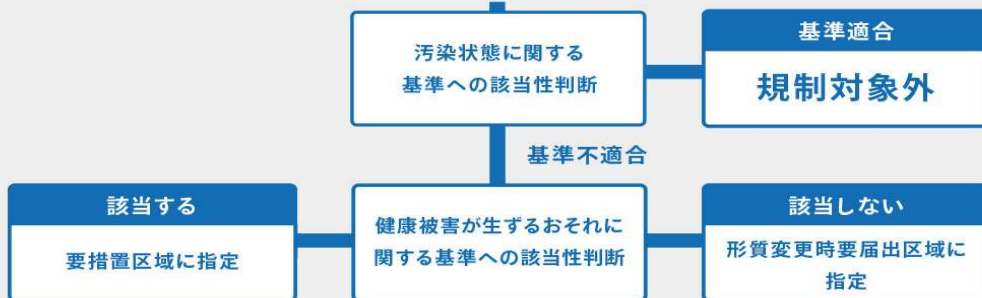 汚染状態に関する
基準への該当性判断
基準適合
規制対象外
基準不適合
該当する
要措置区域に指定
健康被害が生ずるおそれに
関する基準への該当性判断
該当しない
形質変更時要届出区域に
指定